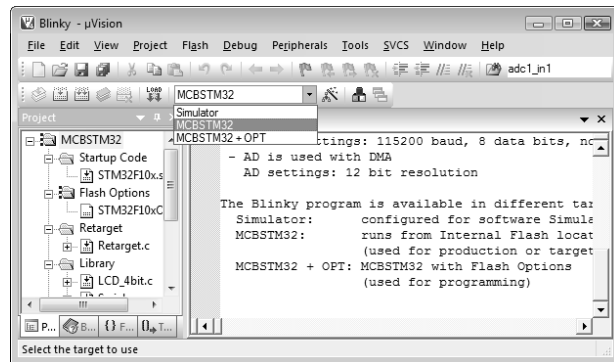 Blinky - µVision
File Edit View Project Flash Debug Peripherals Tools SVCS Window Help
adc1_in1
LOAD MCBSTM32
Simulator
MCBSTM32
MCBSTM32 + OPT
Project
MCBSTM32
Startup Code
STM32F10x.s
Flash Options
STM32F10xC
Retarget
Retarget.c
Library
LCD_4bit.c
ttings: 115200 baud, 8 data bits, no
- AD is used with DMA
AD settings: 12 bit resolution
The Blinky program is available in different tar
Simulator: configured for software Simula
MCBSTM32: runs from Internal Flash locat
(used for production or target
MCBSTM32 + OPT: MCBSTM32 with Flash Options
(used for programming)
P... B... {} F... 0 T...
Select the target to use